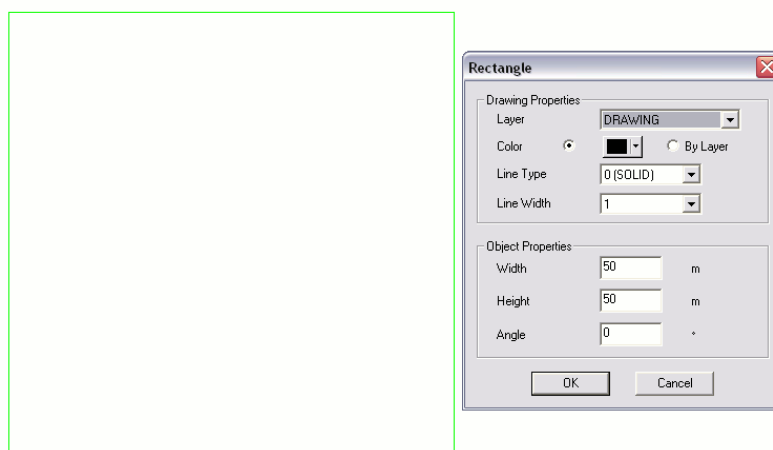 Rectangle
Drawing Properties
Layer DRAWING
Color By Layer
Line Type 0 (SOLID)
Line Width 1
Object Properties
Width 50 m
Height 50 m
Angle 0 °
OK Cancel